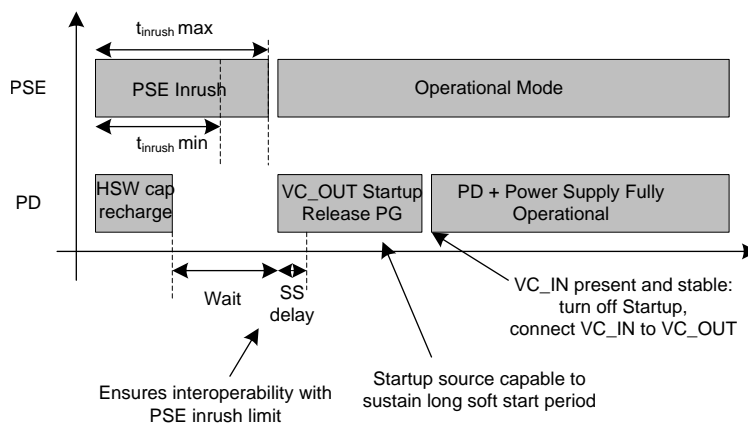 t inrush max
PSE
PSE Inrush
Operational Mode
t inrush min
PD
HSW cap
recharge
VC_OUT Startup
Release PG
PD + Power Supply Fully
Operational
Wait
SS
delay
VC_IN present and stable:
turn off Startup,
connect VC_IN to VC_OUT
Ensures interoperability with
PSE inrush limit
Startup source capable to
sustain long soft start period